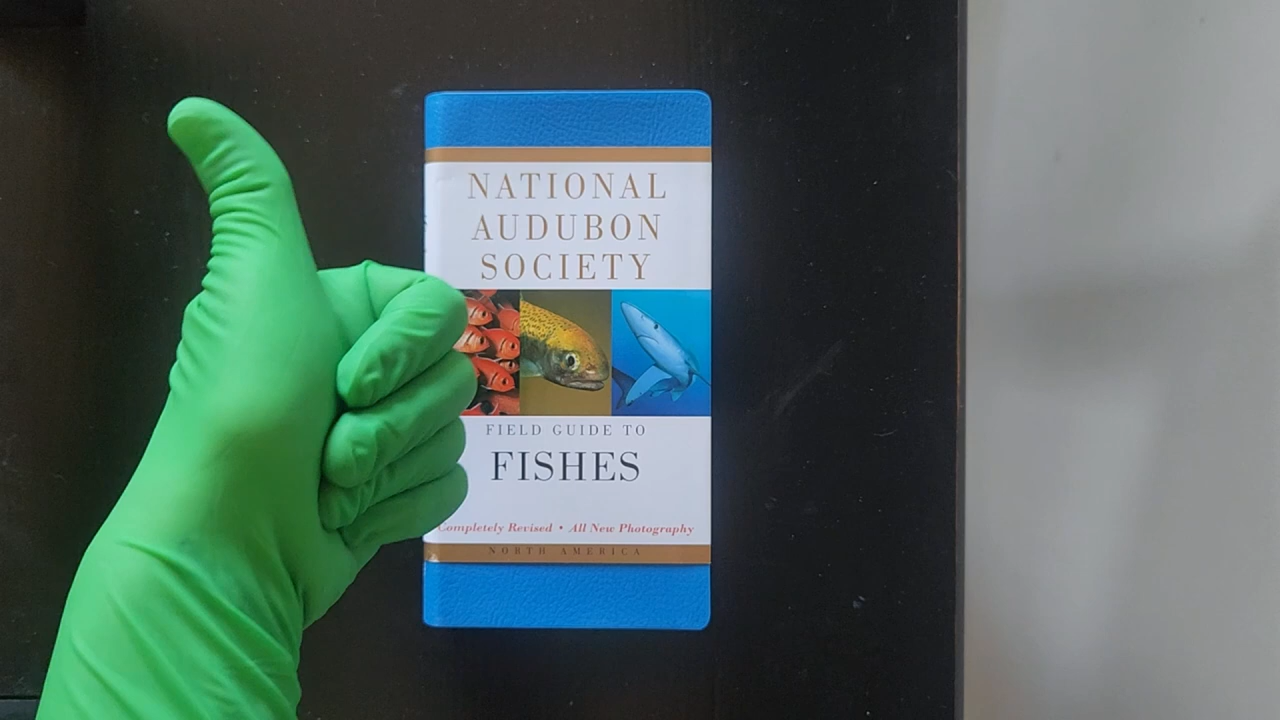 NATIONAL
AUDUBON
SOCIETY
FIELD GUIDE TO
FISHES
Completely Revised • All New Photography
NORTH AMERICA